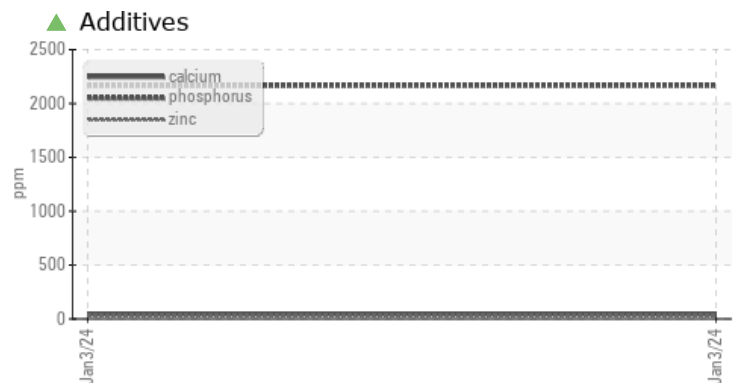 Additives
2500
2000
1500
1000
500
0
ppm
calcium
phosphorus
zinc
Jan3/24
Jan3/24